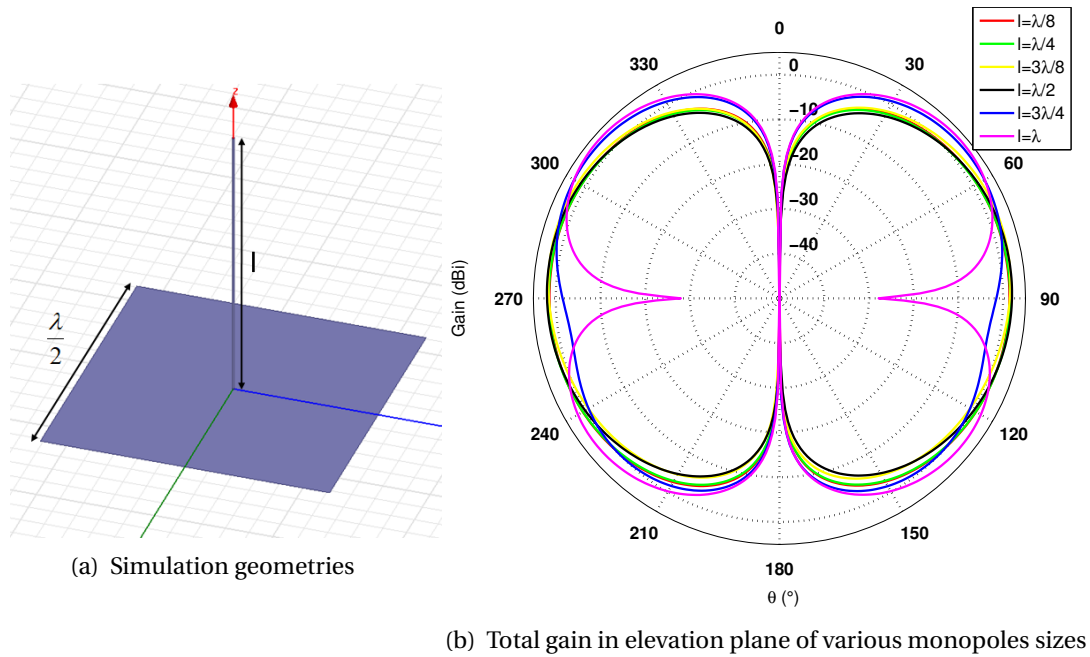 z
l
λ
2
(a) Simulation geometries
l=λ/8
l=λ/4
l=3λ/8
l=λ/2
l=3λ/4
l=λ
0
30
60
90
120
150
180
210
240
270
300
330
0
−10
−20
−30
−40
Gain (dBi)
θ (°)
(b) Total gain in elevation plane of various monopoles sizes